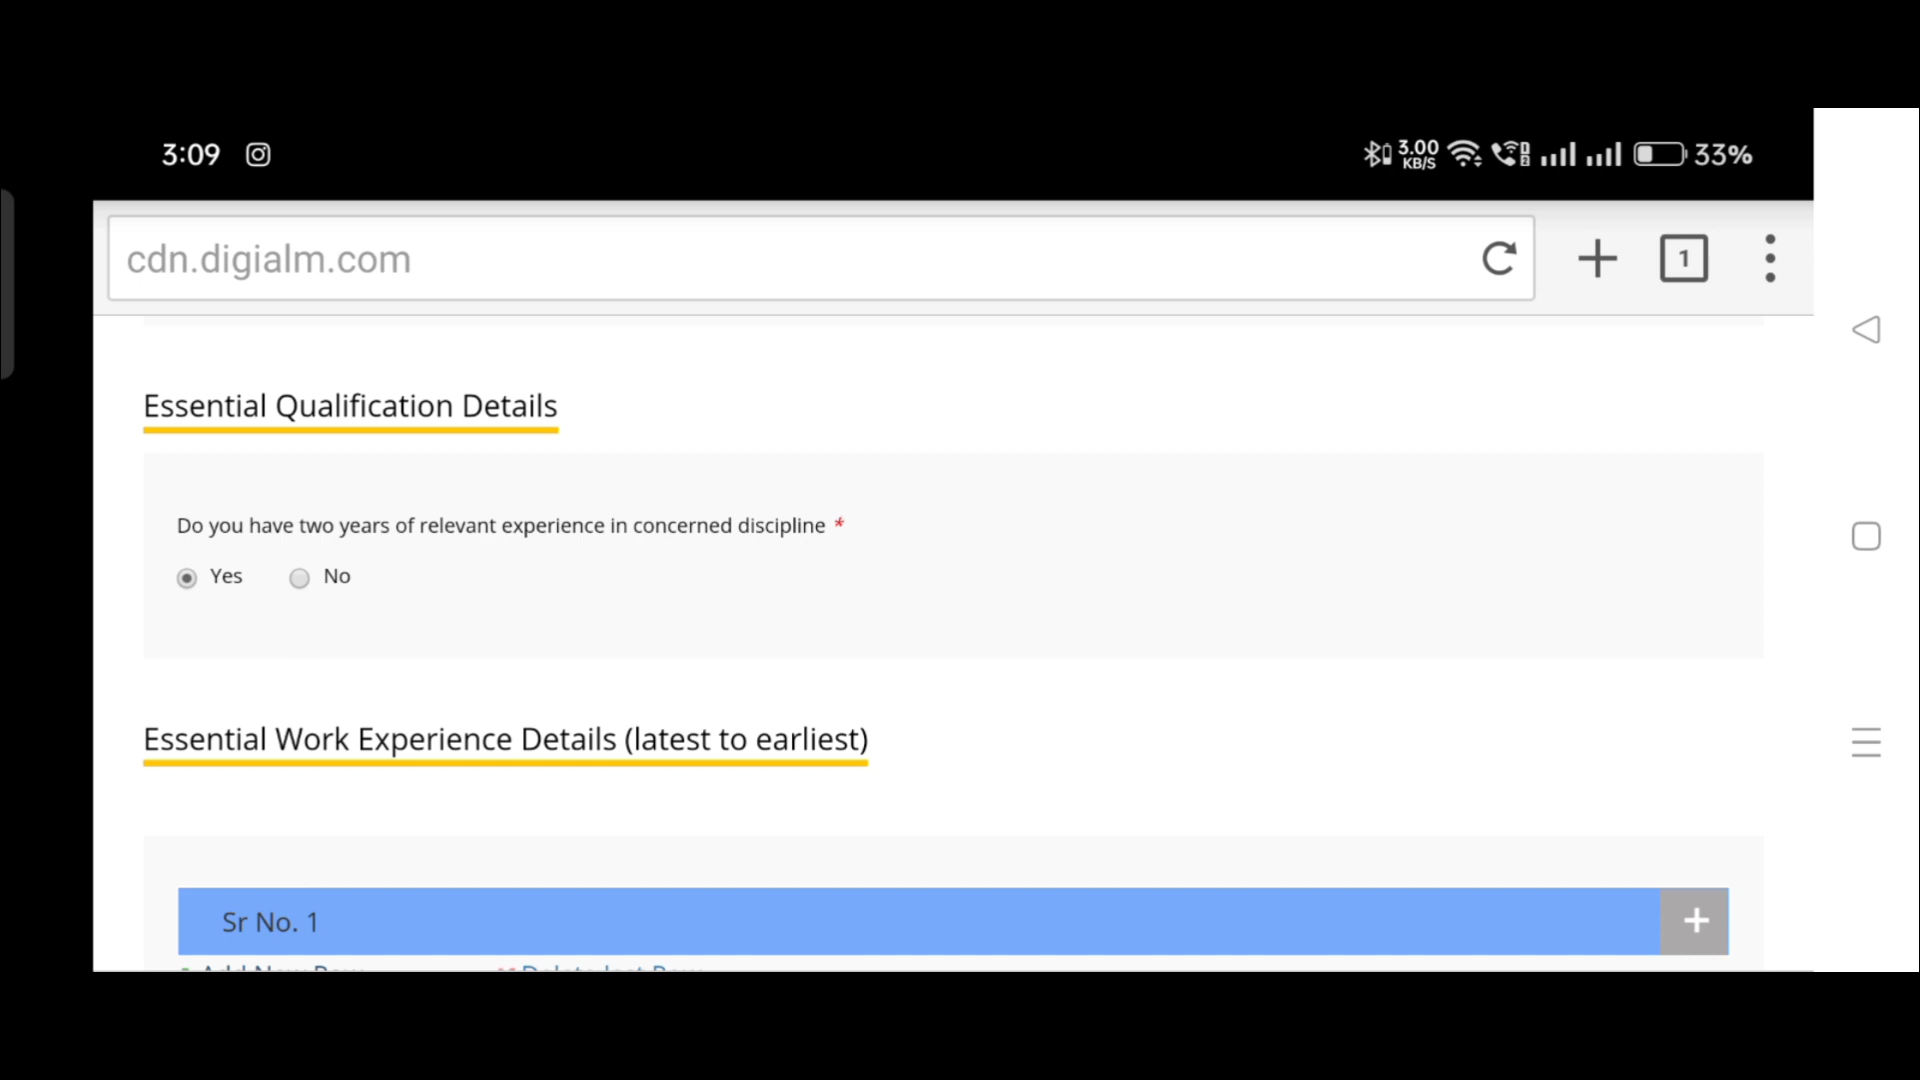 3:09
3.00
KB/S
33%
cdn.digialm.com
1
Essential Qualification Details
Do you have two years of relevant experience in concerned discipline *
Yes No
Essential Work Experience Details (latest to earliest)
Sr No. 1
+